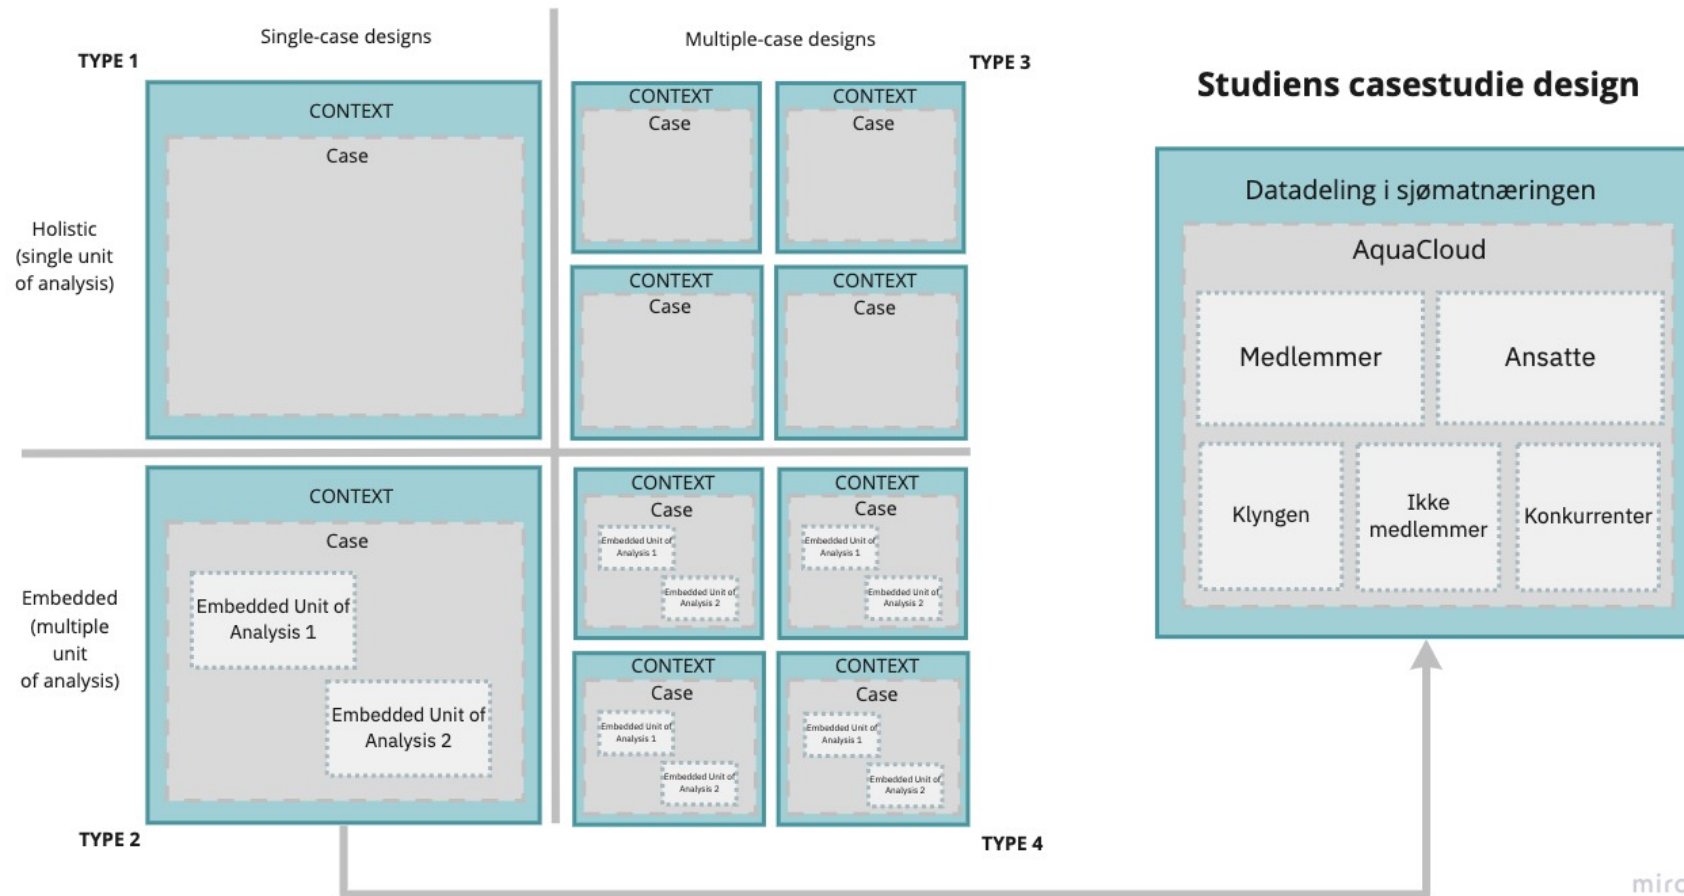 Single-case designs
Multiple-case designs
TYPE 1
TYPE 3
CONTEXT
Case
Holistic
(single unit
of analysis)
CONTEXT
Case
CONTEXT
Case
CONTEXT
Case
CONTEXT
Case
Embedded
(multiple
unit
of analysis)
CONTEXT
Case
Embedded Unit of
Analysis 1
Embedded Unit of
Analysis 2
TYPE 2
CONTEXT
Case
Embedded Unit of
Analysis 1
Embedded Unit of
Analysis 2
CONTEXT
Case
Embedded Unit of
Analysis 1
Embedded Unit of
Analysis 2
CONTEXT
Case
Embedded Unit of
Analysis 1
Embedded Unit of
Analysis 2
CONTEXT
Case
Embedded Unit of
Analysis 1
Embedded Unit of
Analysis 2
TYPE 4
Studiens casestudie design
Datadeling i sjømatnæringen
AquaCloud
Medlemmer
Ansatte
Klyngen
Ikke
medlemmer
Konkurrenter